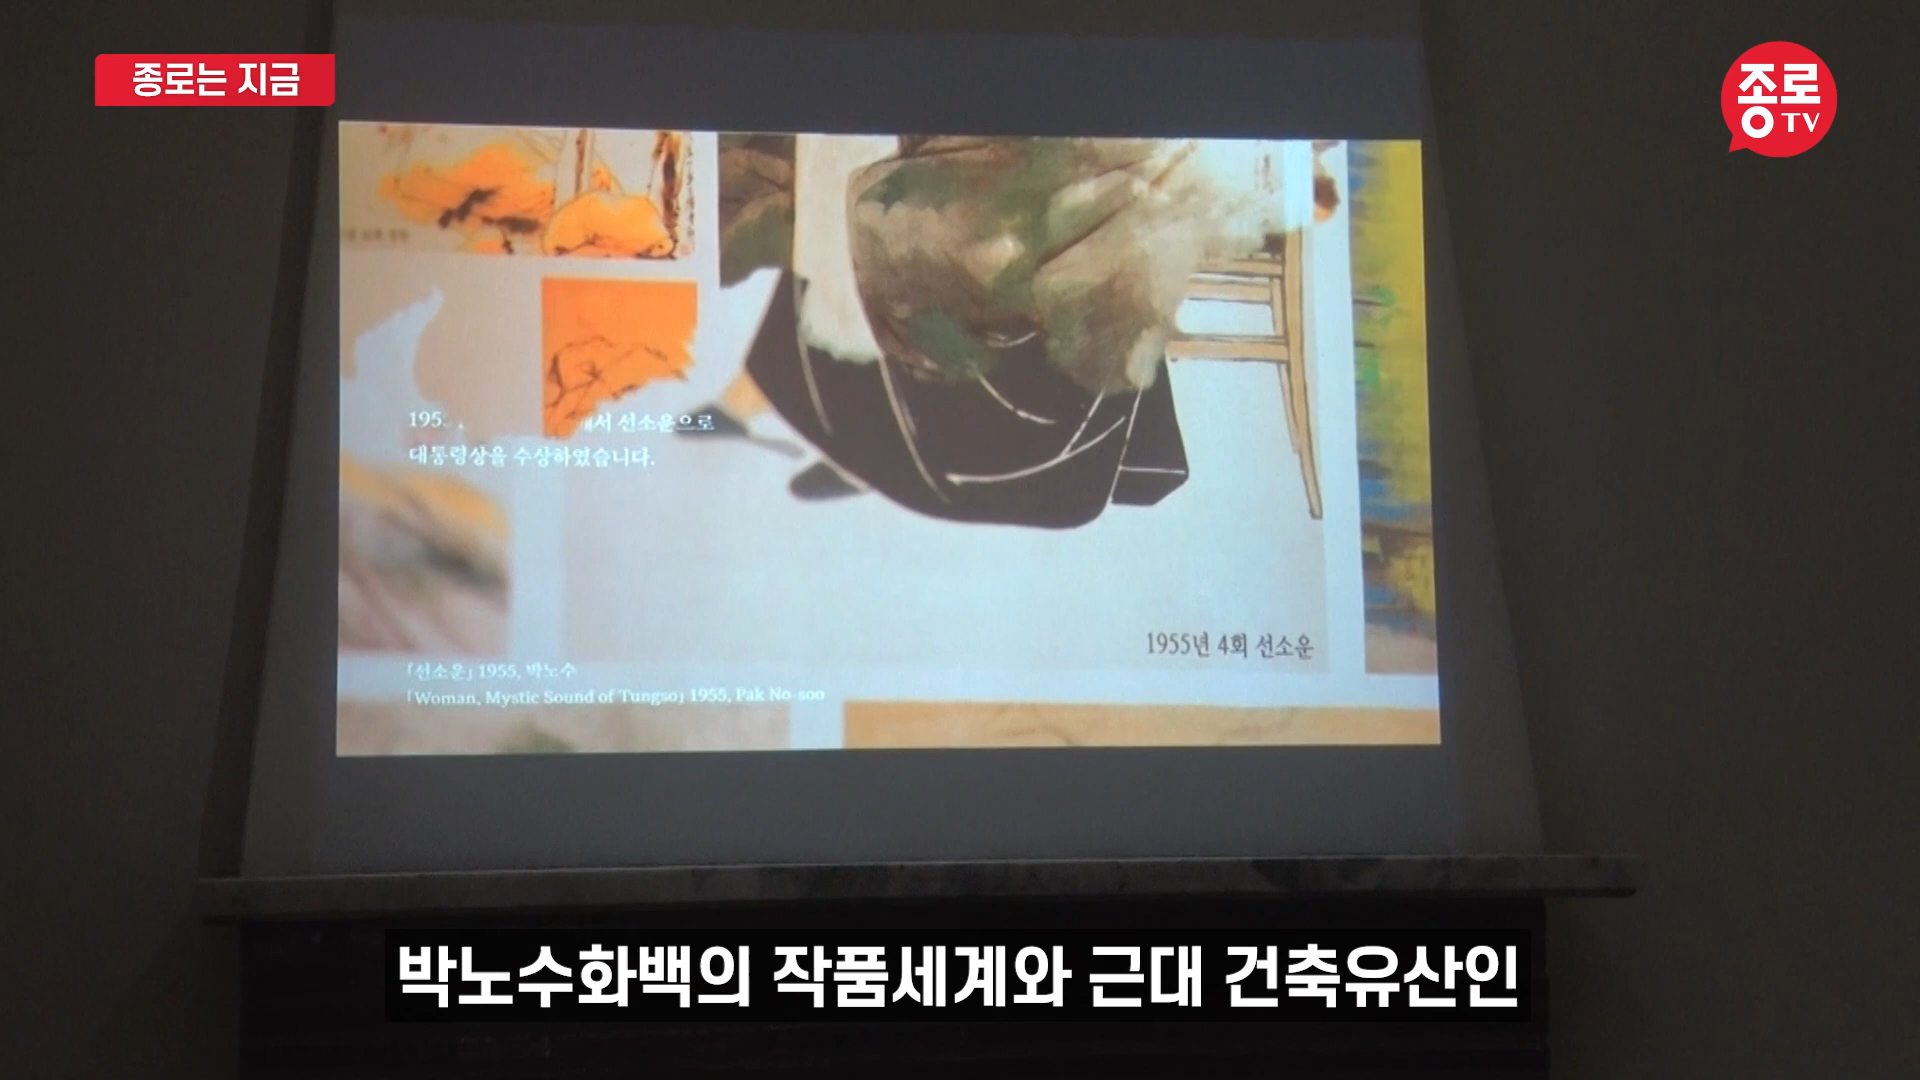 종로는 지금
종로TV
서 선소운으로
대통령상을 수상하였습니다.
1955년 4회 선소운
「선소운」 1955, 박노수
「Woman, Mystic Sound of Tungso」 1955, Pak No-soo
박노수화백의 작품세계와 근대 건축유산인